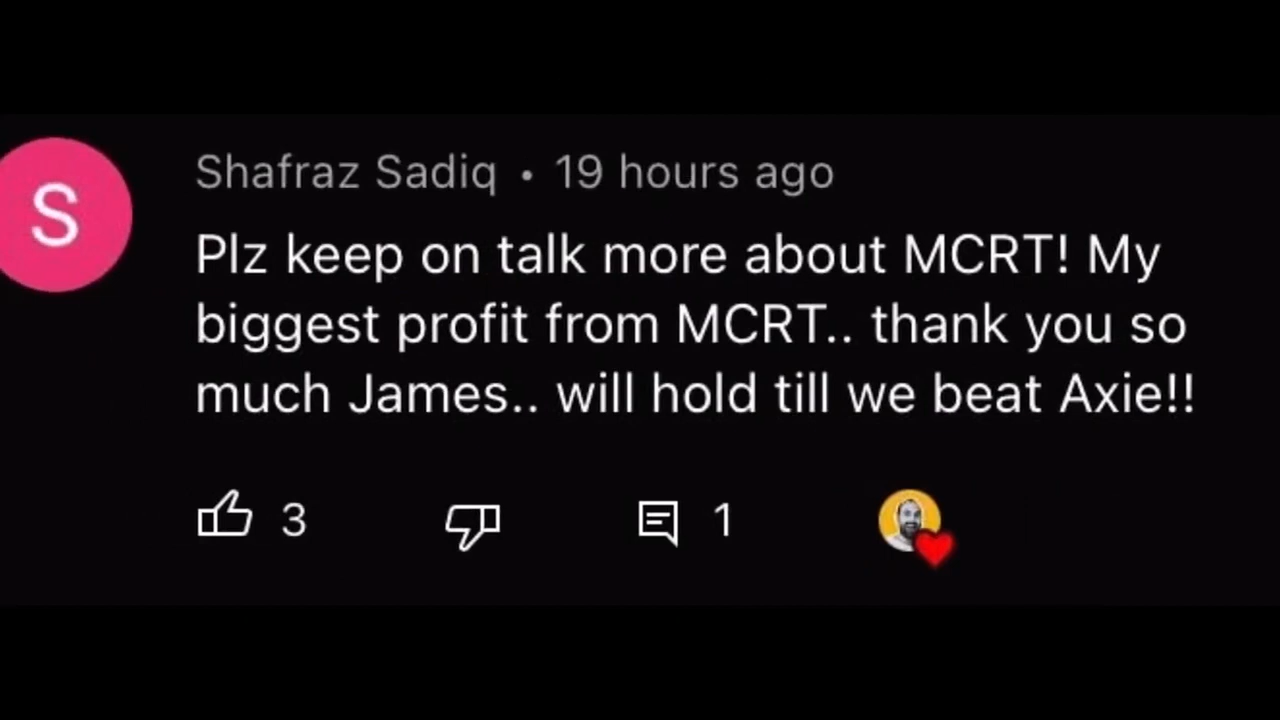 S
Shafraz Sadiq • 19 hours ago
Plz keep on talk more about MCRT! My
biggest profit from MCRT.. thank you so
much James.. will hold till we beat Axie!!
3
1